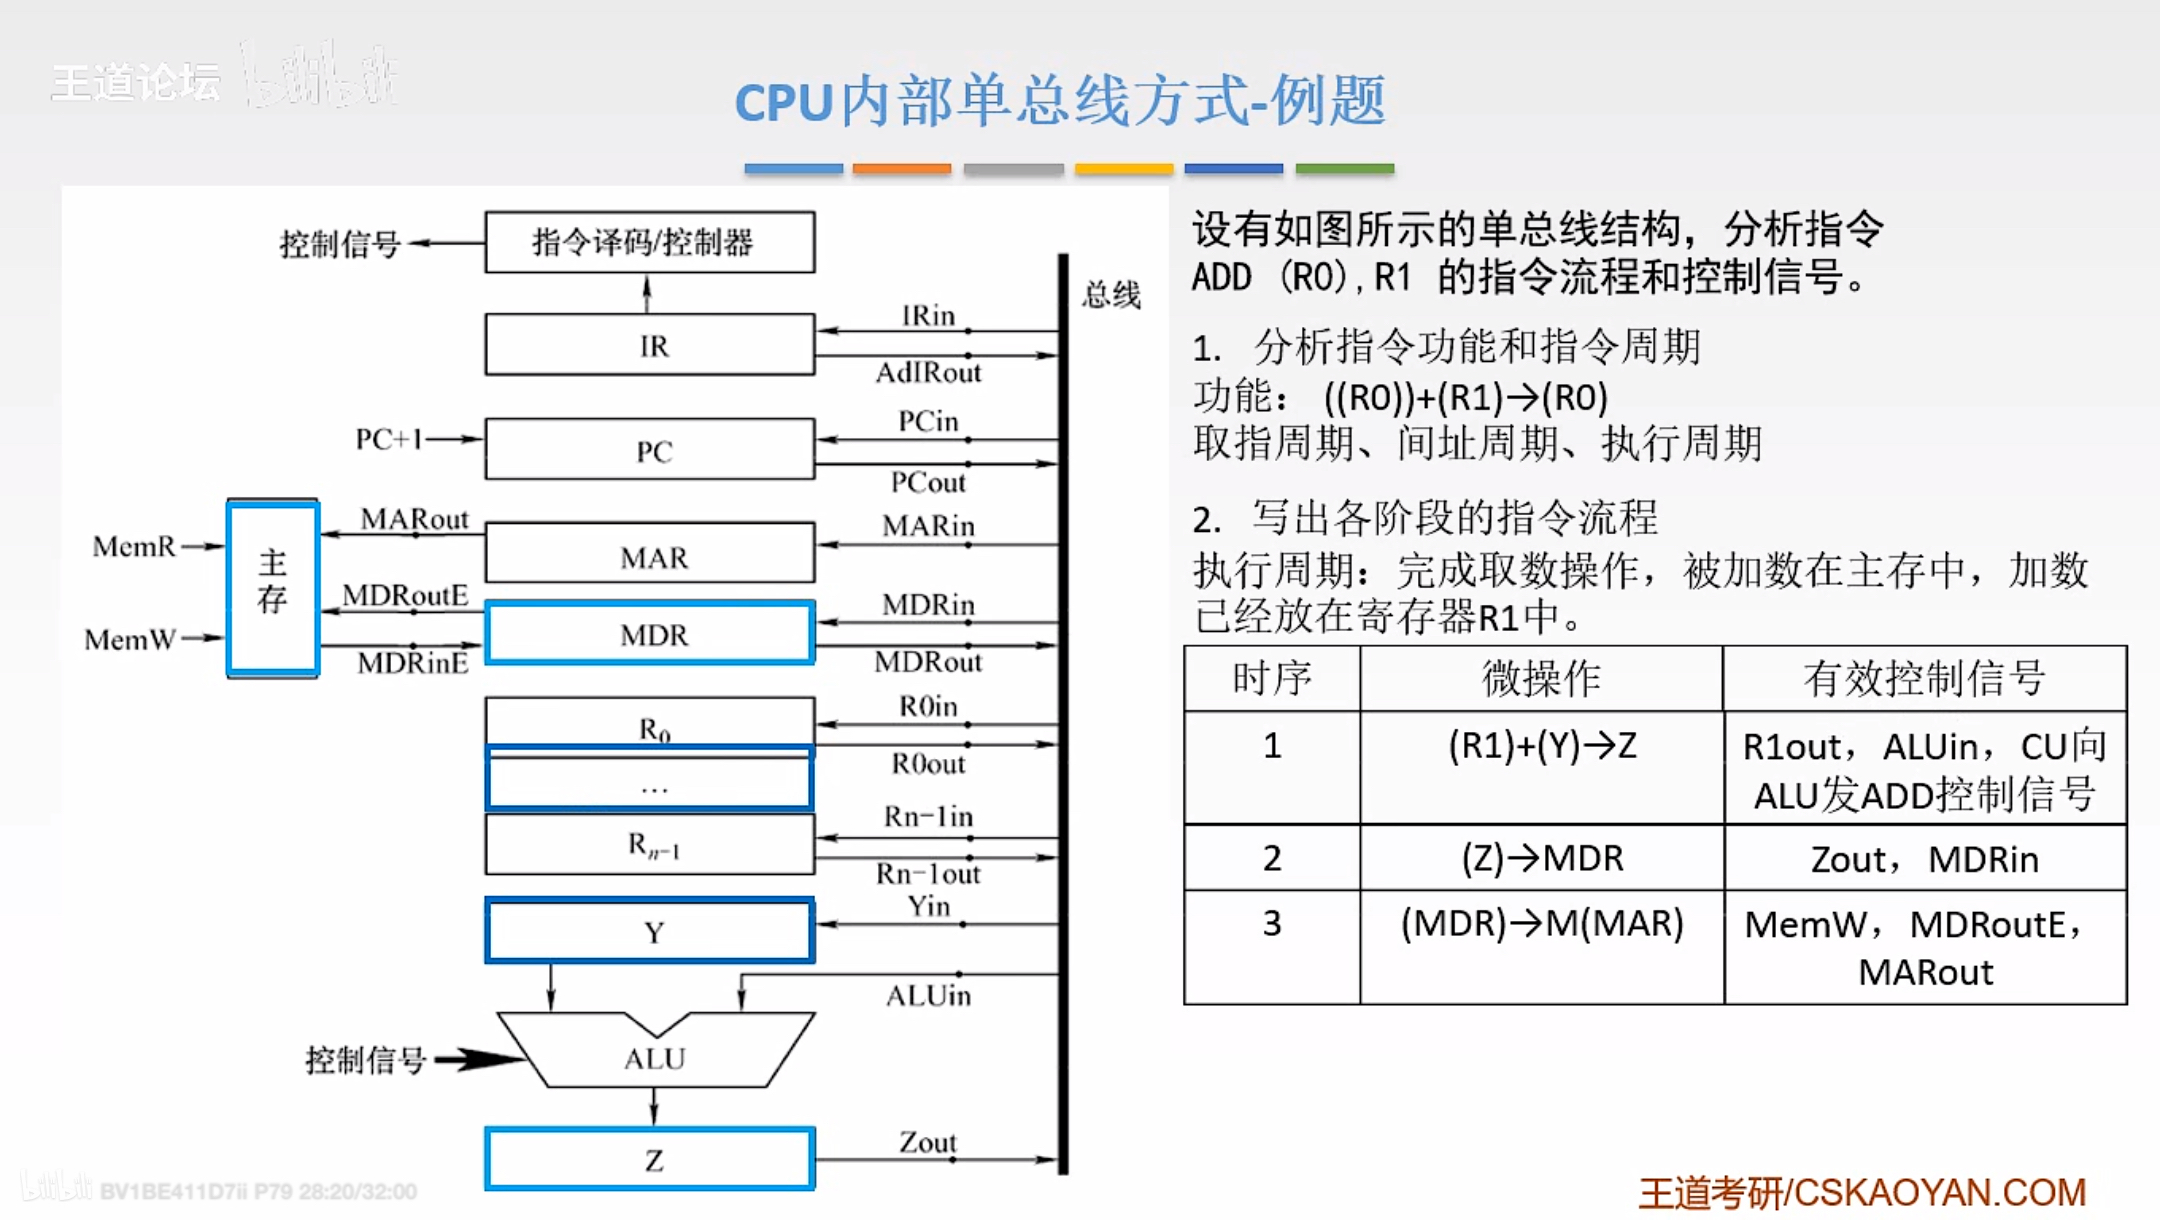 王道论坛 bilibili
CPU内部单总线方式-例题
控制信号
指令译码/控制器
总线
IRin
IR
AdIRout
PCin
PC+1
PC
PCout
MARout
MARin
MemR
MAR
主存
MDRoutE
MDRin
MemW
MDR
MDRinE
MDRout
R0in
R0
R0out
...
Rn-1in
Rn-1
Rn-1out
Yin
Y
ALUin
控制信号
ALU
Zout
Z
设有如图所示的单总线结构，分析指令
ADD (R0),R1 的指令流程和控制信号。
1. 分析指令功能和指令周期
功能： ((R0))+(R1)→(R0)
取指周期、间址周期、执行周期
2. 写出各阶段的指令流程
执行周期：完成取数操作，被加数在主存中，加数
已经放在寄存器R1中。
时序 微操作 有效控制信号
1 (R1)+(Y)→Z R1out，ALUin，CU向
ALU发ADD控制信号
2 (Z)→MDR Zout，MDRin
3 (MDR)→M(MAR) MemW，MDRoutE，
MARout
bilibili BV1BE411D7ii P79 28:20/32:00
王道考研/CSKAOYAN.COM